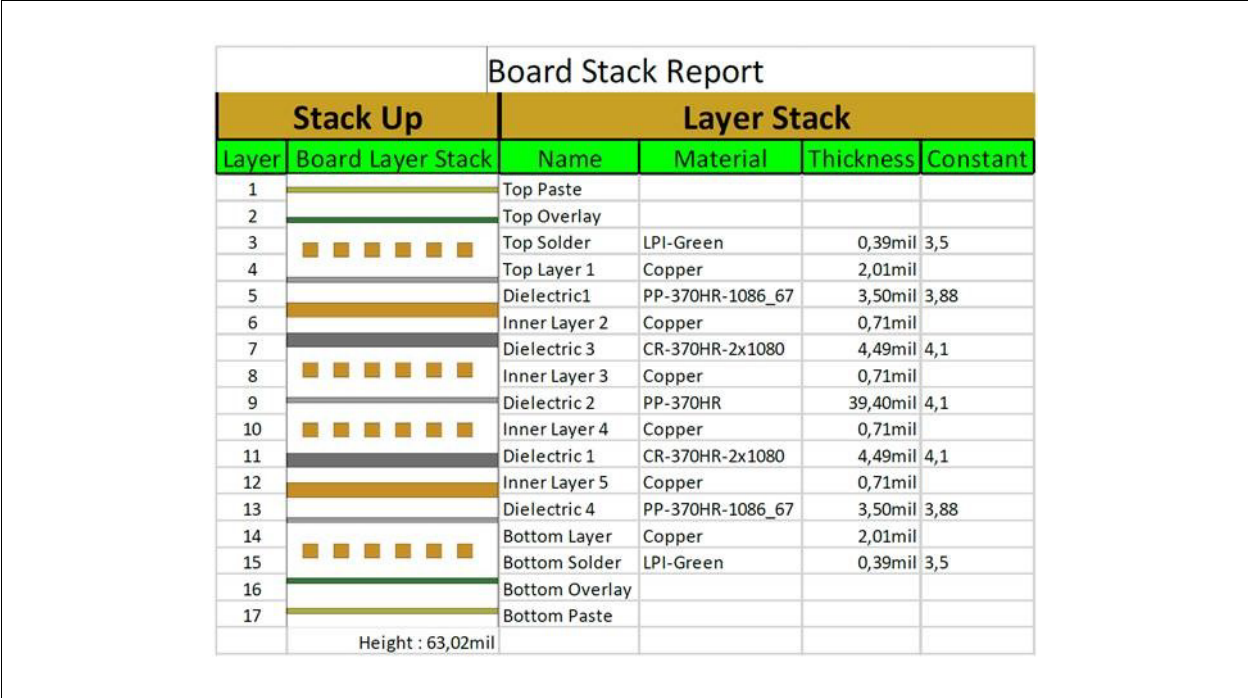 Board Stack Report
Stack Up Layer Stack
Layer Board Layer Stack Name Material Thickness Constant
1 Top Paste
2 Top Overlay
3 Top Solder LPI-Green 0,39mil 3,5
4 Top Layer 1 Copper 2,01mil
5 Dielectric1 PP-370HR-1086_67 3,50mil 3,88
6 Inner Layer 2 Copper 0,71mil
7 Dielectric 3 CR-370HR-2x1080 4,49mil 4,1
8 Inner Layer 3 Copper 0,71mil
9 Dielectric 2 PP-370HR 39,40mil 4,1
10 Inner Layer 4 Copper 0,71mil
11 Dielectric 1 CR-370HR-2x1080 4,49mil 4,1
12 Inner Layer 5 Copper 0,71mil
13 Dielectric 4 PP-370HR-1086_67 3,50mil 3,88
14 Bottom Layer Copper 2,01mil
15 Bottom Solder LPI-Green 0,39mil 3,5
16 Bottom Overlay
17 Bottom Paste
Height : 63,02mil